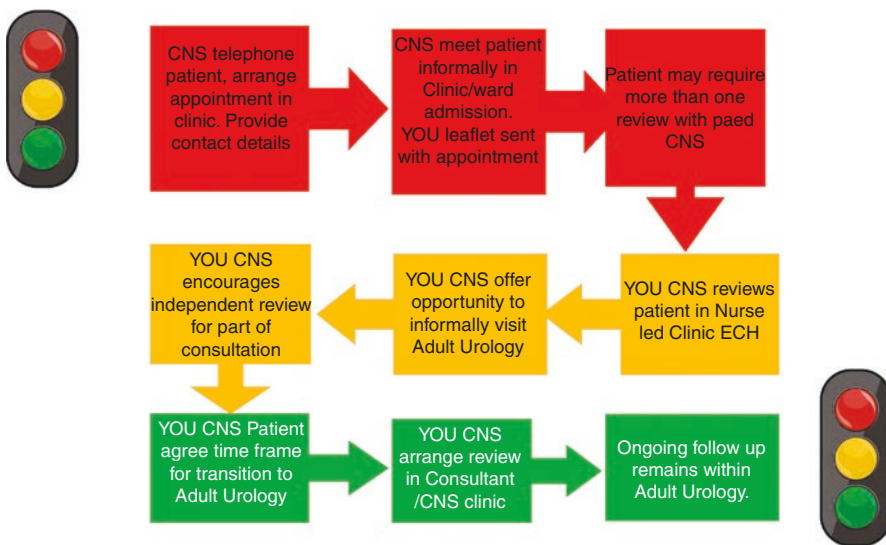 CNS telephone
patient, arrange
appointment in
clinic. Provide
contact details
CNS meet patient
informally in
Clinic/ward
admission.
YOU leaflet sent
with appointment
Patient may require
more than one
review with paed
CNS
YOU CNS reviews
patient in Nurse
led Clinic ECH
YOU CNS OFFER
opportunity to
informally visit
Adult Urology
YOU CNS
encourages
independent review
for part of
consultation
YOU CNS Patient
agree time frame
for transition to
Adult Urology
YOU CNS
arrange review
in Consultant
/CNS clinic
Ongoing follow up
remains within
Adult Urology.